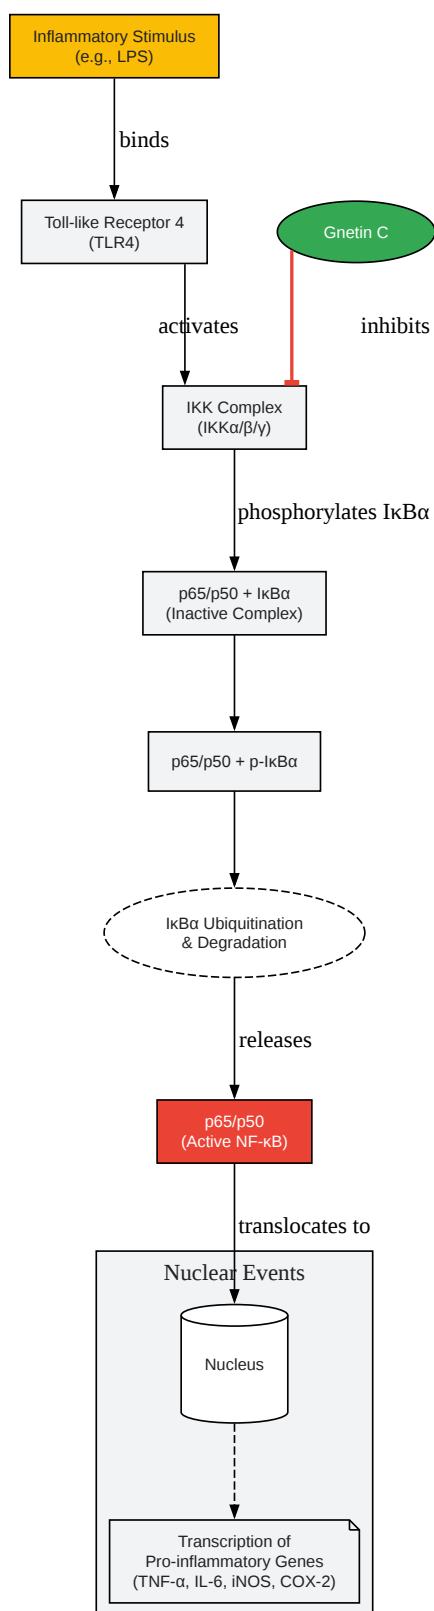 Inflammatory Stimulus
(e.g., LPS)
binds
Toll-like Receptor 4
(TLR4)
Gnetin C
activates
inhibits
IKK Complex
(IKKα/β/γ)
phosphorylates IκBα
p65/p50 + IκBα
(Inactive Complex)
p65/p50 + p-IκBα
IκBα Ubiquitination
& Degradation
releases
p65/p50
(Active NF-κB)
translocates to
Nuclear Events
Nucleus
Transcription of
Pro-inflammatory Genes
(TNF-α, IL-6, iNOS, COX-2)